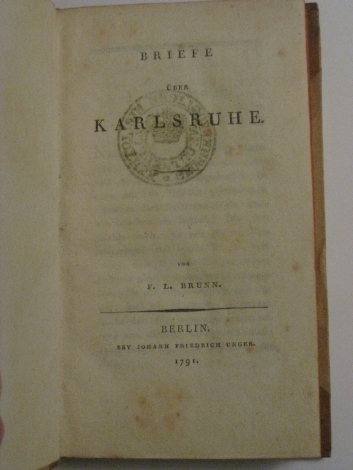 BRIEFE
ÜBER
KARLSRUHE.
von
F. L. BRUNN.
BERLIN.
BEY JOHANN FRIEDRICH UNGER.
1791.